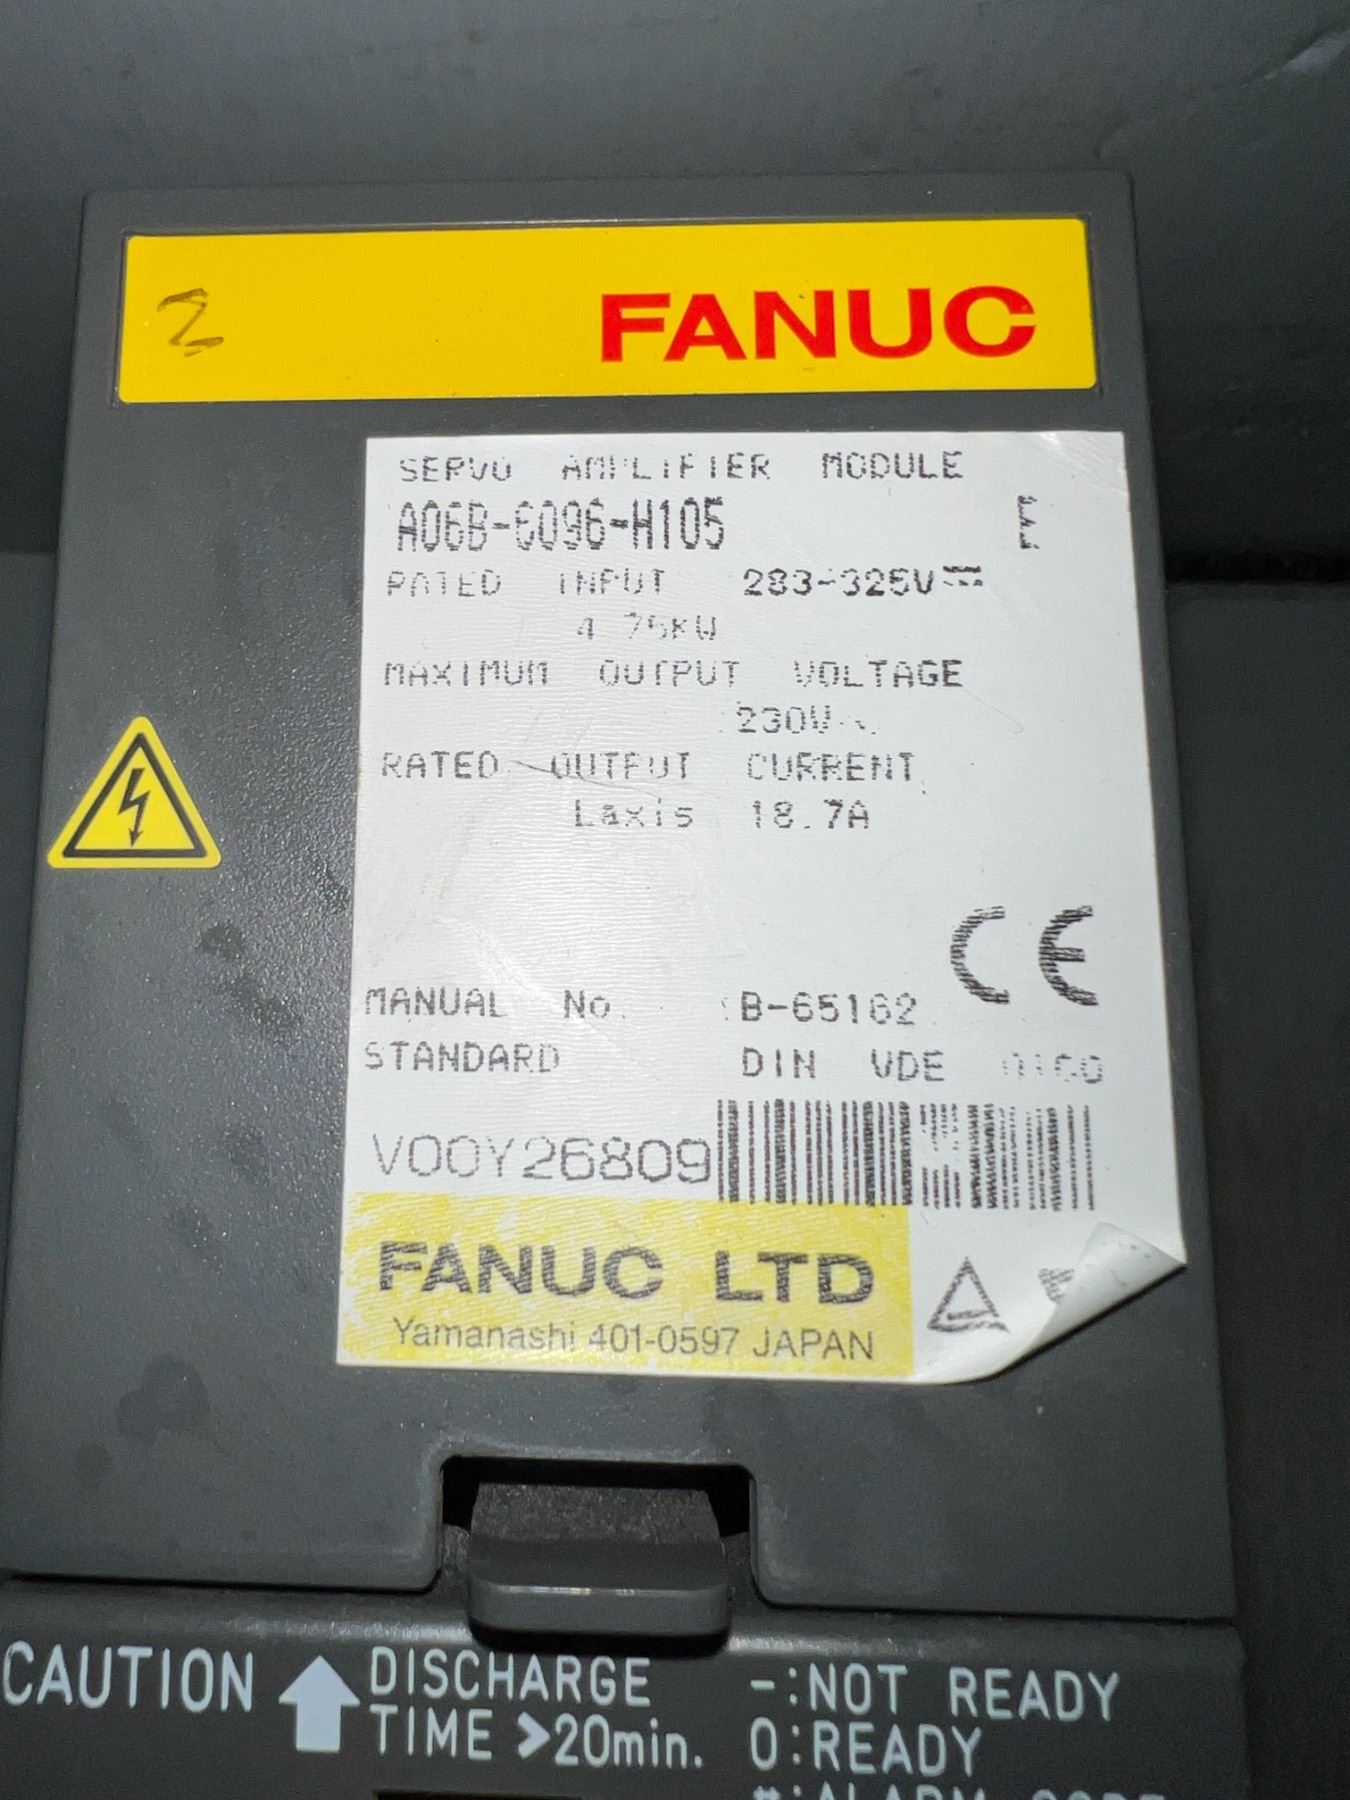 FANUC
SERVO AMPLIFIER MODULE
A06B-6096-H105 E
RATED INPUT 283-325V
4.75KW
MAXIMUM OUTPUT VOLTAGE
230V
RATED OUTPUT CURRENT
Laxis 18.7A
CE
MANUAL No. B-65162
STANDARD DIN VDE 0160
V00Y26809
FANUC LTD
Yamanashi 401-0597 JAPAN
CAUTION DISCHARGE TIME >20min.
-:NOT READY
0:READY